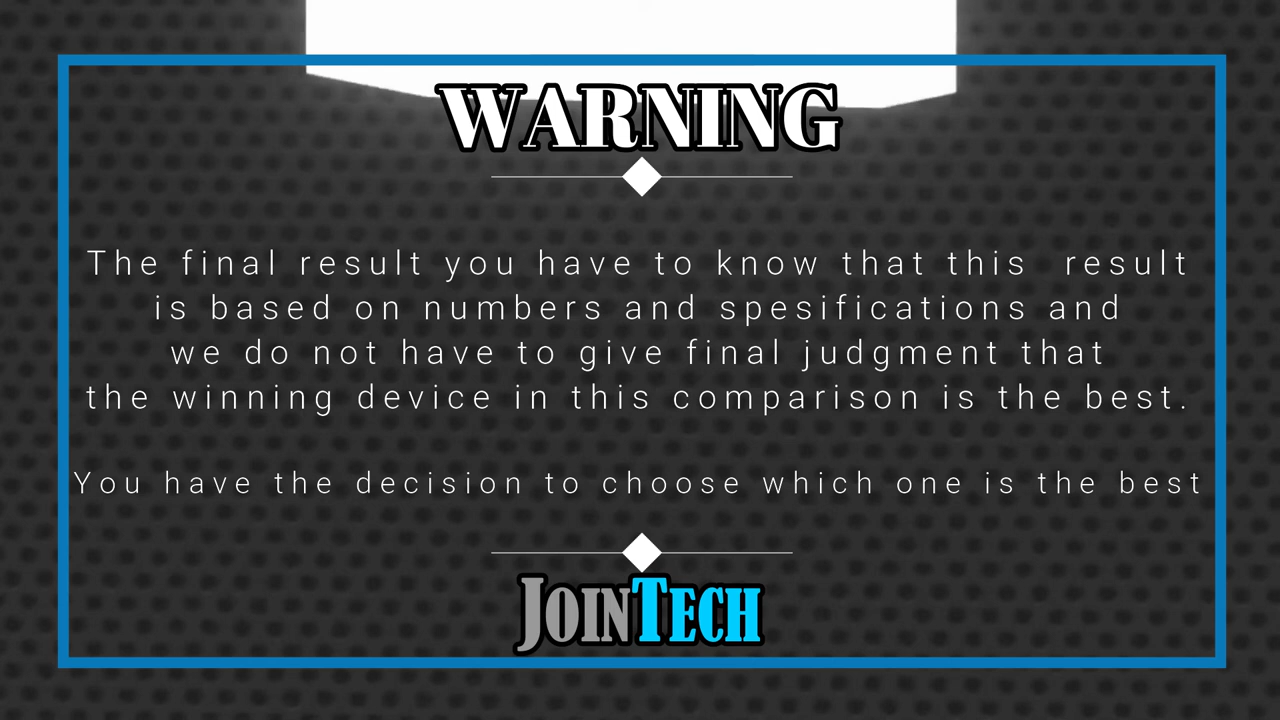 WARNING
The final result you have to know that this result
is based on numbers and spesifications and
we do not have to give final judgment that
the winning device in this comparison is the best.
You have the decision to choose which one is the best
JOINTECH